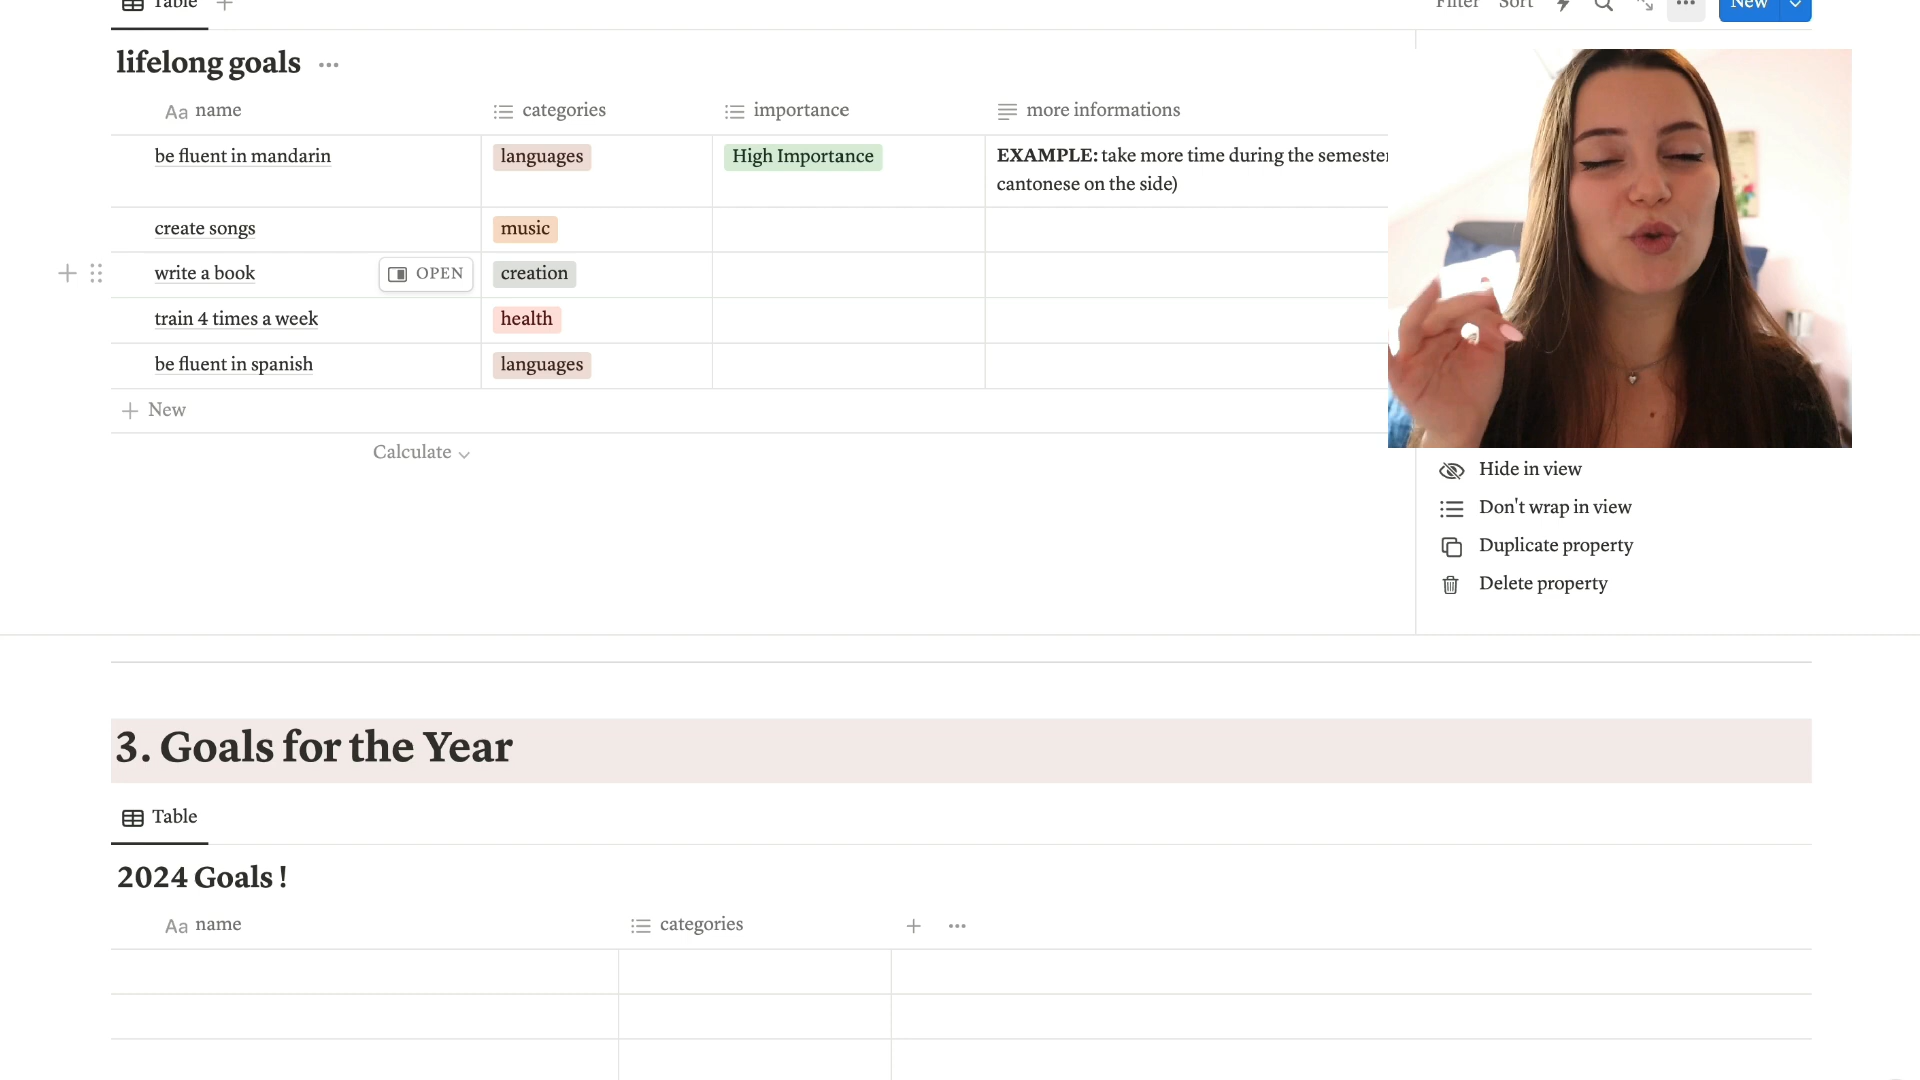 Table
Filter Sort New
lifelong goals
Aa name categories importance more informations
be fluent in mandarin languages High Importance EXAMPLE: take more time during the semester
cantonese on the side)
create songs music
write a book OPEN creation
train 4 times a week health
be fluent in spanish languages
New
Calculate
Hide in view
Don't wrap in view
Duplicate property
Delete property
3. Goals for the Year
Table
2024 Goals !
Aa name categories